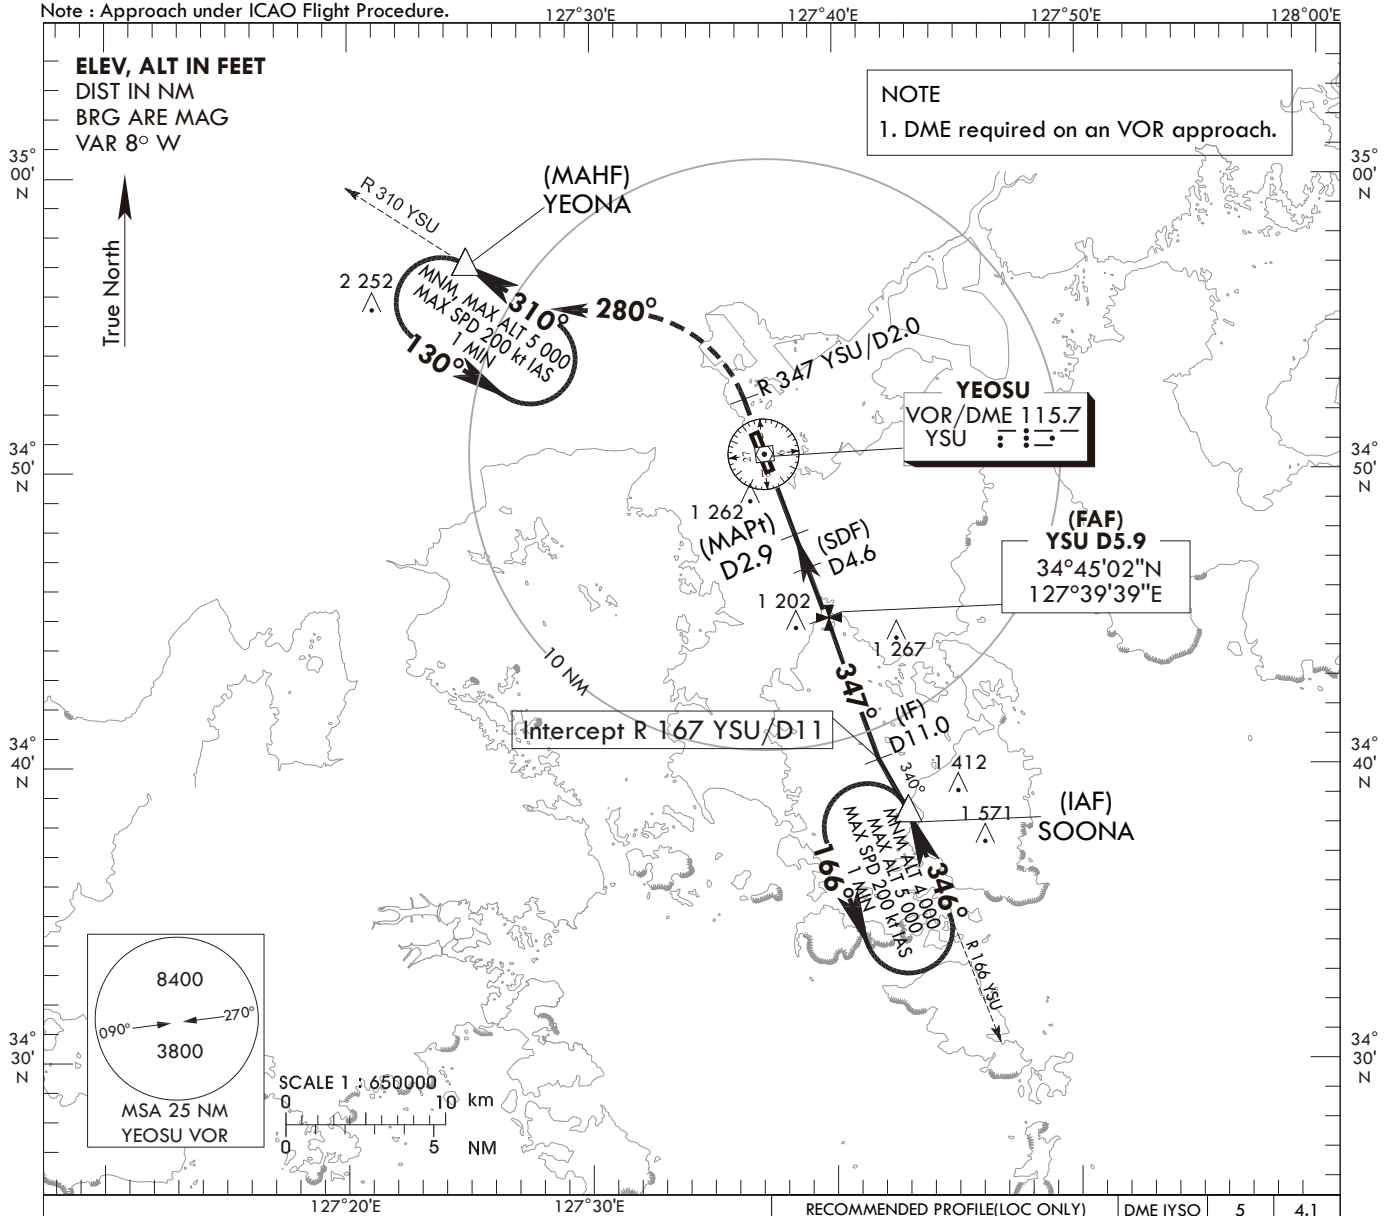 Note : Approach under ICAO Flight Procedure.
127°30'E
127°40'E
127°50'E
128°00'E
ELEV, ALT IN FEET
DIST IN NM
BRG ARE MAG
VAR 8° W
NOTE
1. DME required on an VOR approach.
35°
00'
N
35°
00'
N
True North
(MAHF)
YEONA
R 310 YSU
2 252
MNM, MAX ALT 5 000
MAX SPD 200 kt IAS
1 MIN
310°
130°
280°
R 347 YSU/D2.0
YEOSU
VOR/DME 115.7
YSU
34°
50'
N
34°
50'
N
27
1 262
(MAPt)
D2.9
(SDF)
D4.6
(FAF)
YSU D5.9
34°45'02"N
127°39'39"E
1 202
1 267
10 NM
347°
(IF)
D11.0
Intercept R 167 YSU/D11
34°
40'
N
34°
40'
N
340°
1 412
1 571
(IAF)
SOONA
MNM ALT 4 000
MAX ALT 5 000
MAX SPD 200 kt IAS
1 MIN
166°
346°
R 166 YSU
8400
090°
270°
3800
MSA 25 NM
YEOSU VOR
34°
30'
N
34°
30'
N
SCALE 1 : 650000
0 10 km
0 5 NM
127°20'E
127°30'E
RECOMMENDED PROFILE(LOC ONLY) DME IYSO 5 4.1